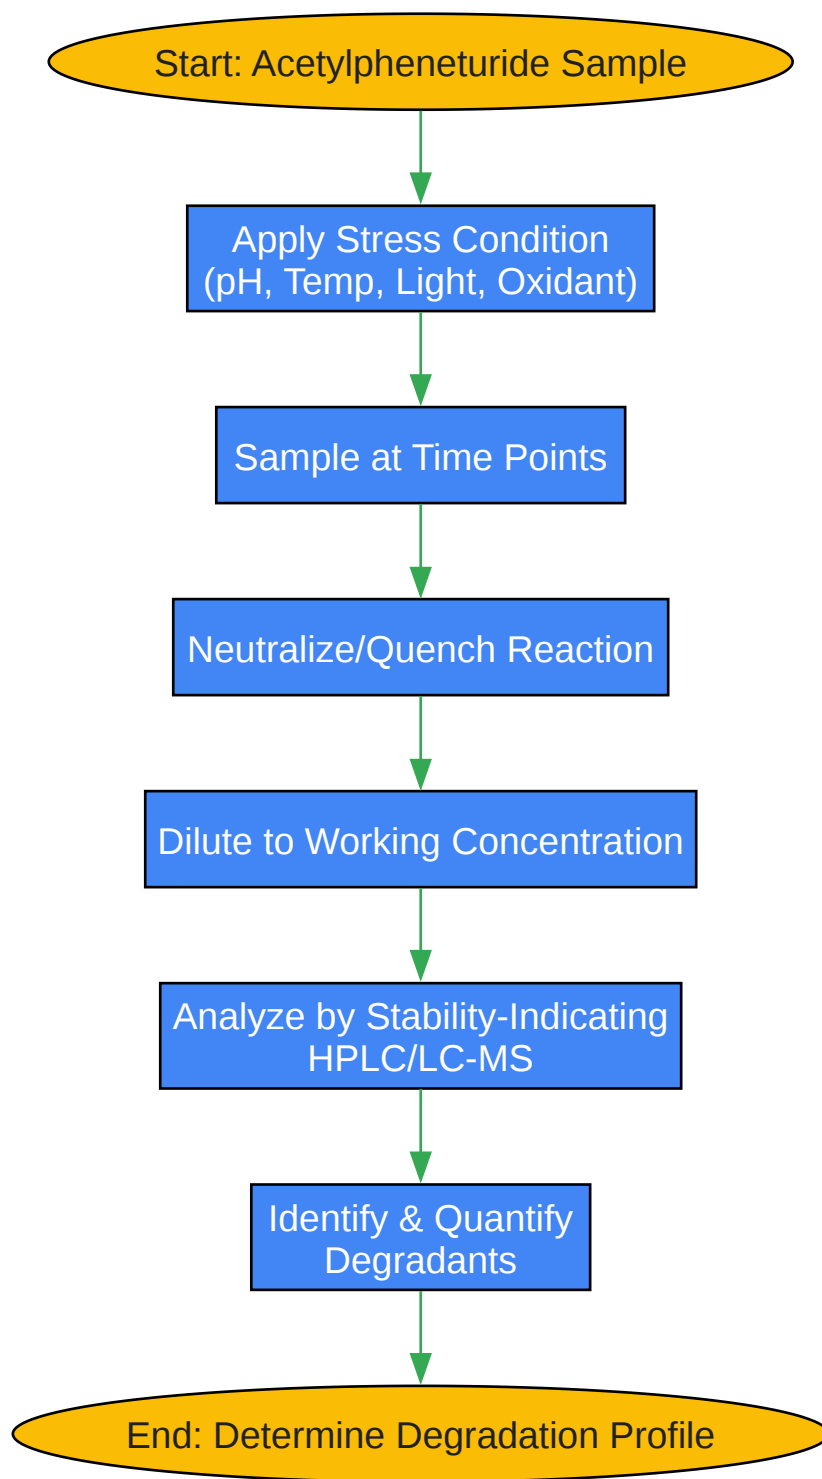 Start: Acetylpheneturide Sample
Apply Stress Condition
(pH, Temp, Light, Oxidant)
Sample at Time Points
Neutralize/Quench Reaction
Dilute to Working Concentration
Analyze by Stability-Indicating
HPLC/LC-MS
Identify & Quantify
Degradants
End: Determine Degradation Profile